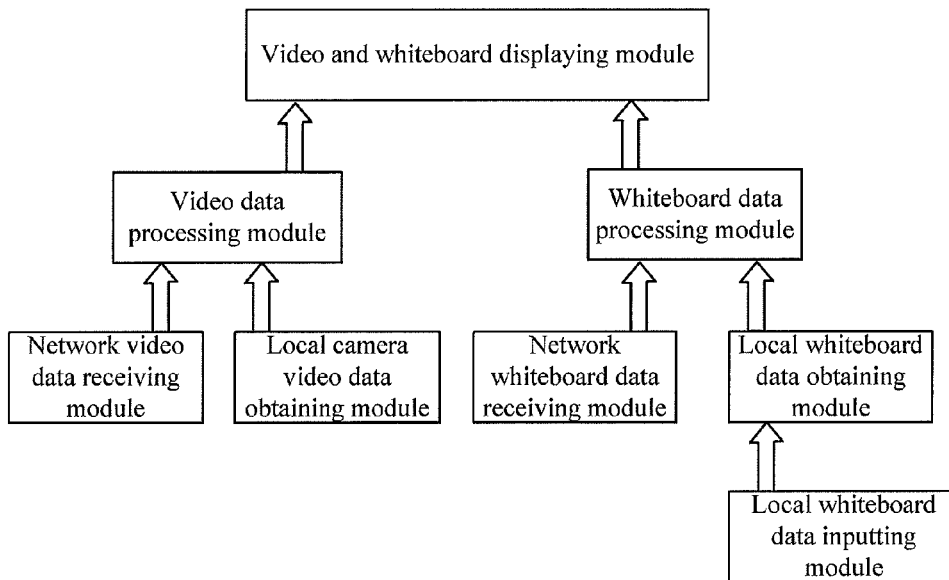 Video and whiteboard displaying module
Video data
processing module
Whiteboard data
processing module
Network video
data receiving
module
Local camera
video data
obtaining module
Network
whiteboard data
receiving module
Local whiteboard
data obtaining
module
Local whiteboard
data inputting
module